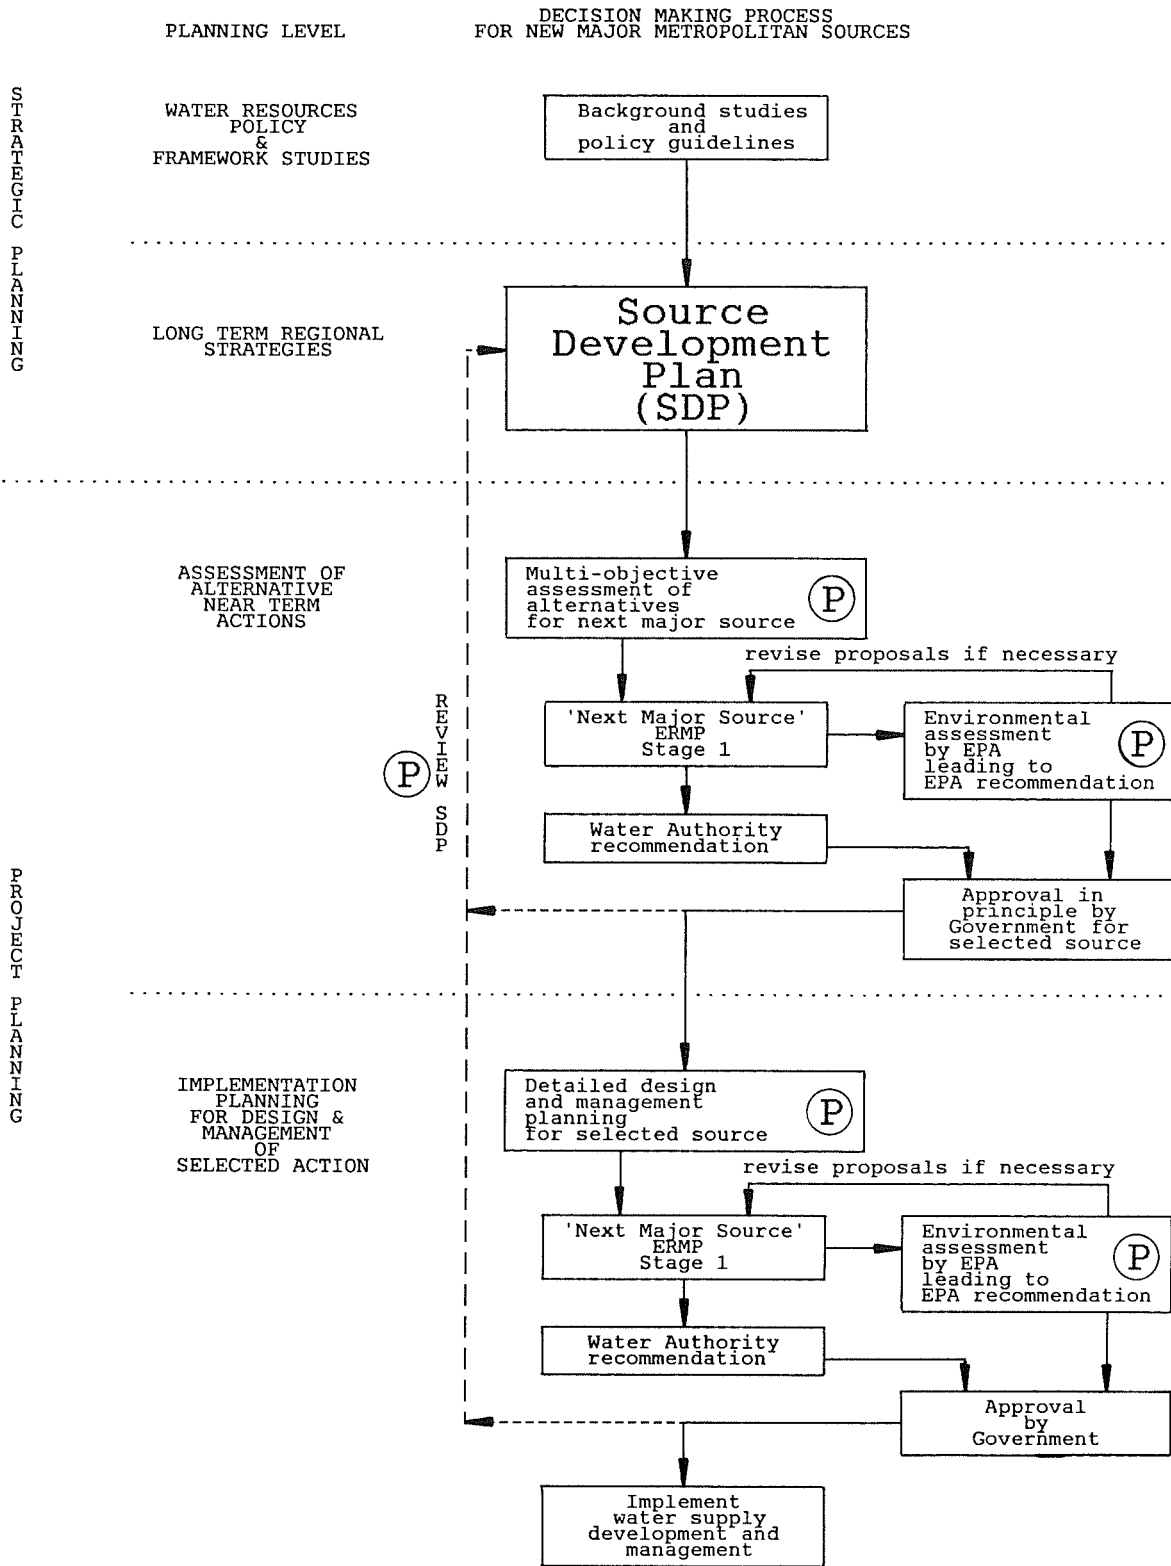 DECISION MAKING PROCESS
PLANNING LEVEL
FOR NEW MAJOR METROPOLITAN SOURCES
STRATEGIC PLANNING
WATER RESOURCES
POLICY
&
FRAMEWORK STUDIES
Background studies
and
policy guidelines
LONG TERM REGIONAL
STRATEGIES
Source
Development
Plan
(SDP)
PROJECT PLANNING
ASSESSMENT OF
ALTERNATIVE
NEAR TERM
ACTIONS
Multi-objective
assessment of
alternatives
for next major source
P
revise proposals if necessary
REVIEW SDP
P
'Next Major Source'
ERMP
Stage 1
Environmental
assessment
by EPA
leading to
EPA recommendation
P
Water Authority
recommendation
Approval in
principle by
Government for
selected source
IMPLEMENTATION
PLANNING
FOR DESIGN &
MANAGEMENT
OF
SELECTED ACTION
Detailed design
and management
planning
for selected source
P
revise proposals if necessary
'Next Major Source'
ERMP
Stage 1
Environmental
assessment
by EPA
leading to
EPA recommendation
P
Water Authority
recommendation
Approval
by
Government
Implement
water supply
development and
management